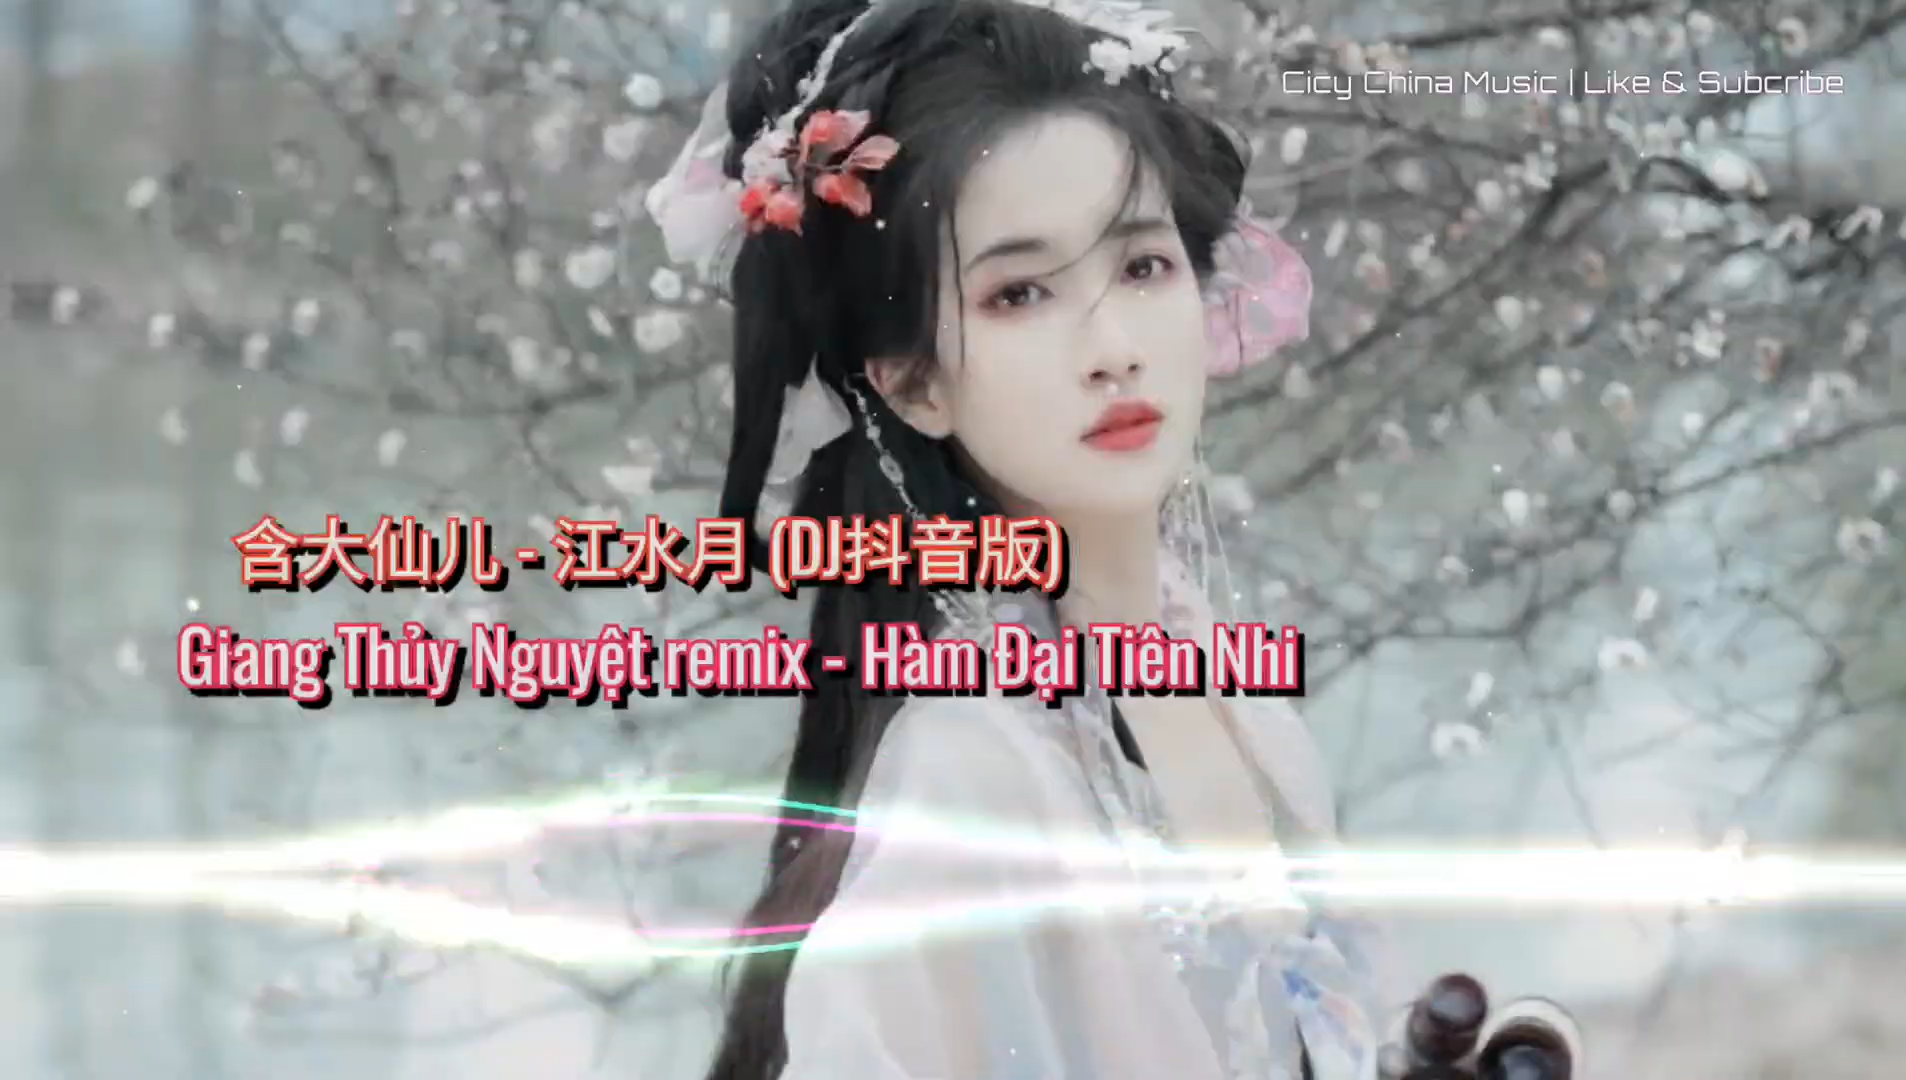 Cicy China Music | Like & Subcribe
含大仙儿 - 江水月 (DJ抖音版)
Giang Thủy Nguyệt remix - Hàm Đại Tiên Nhi